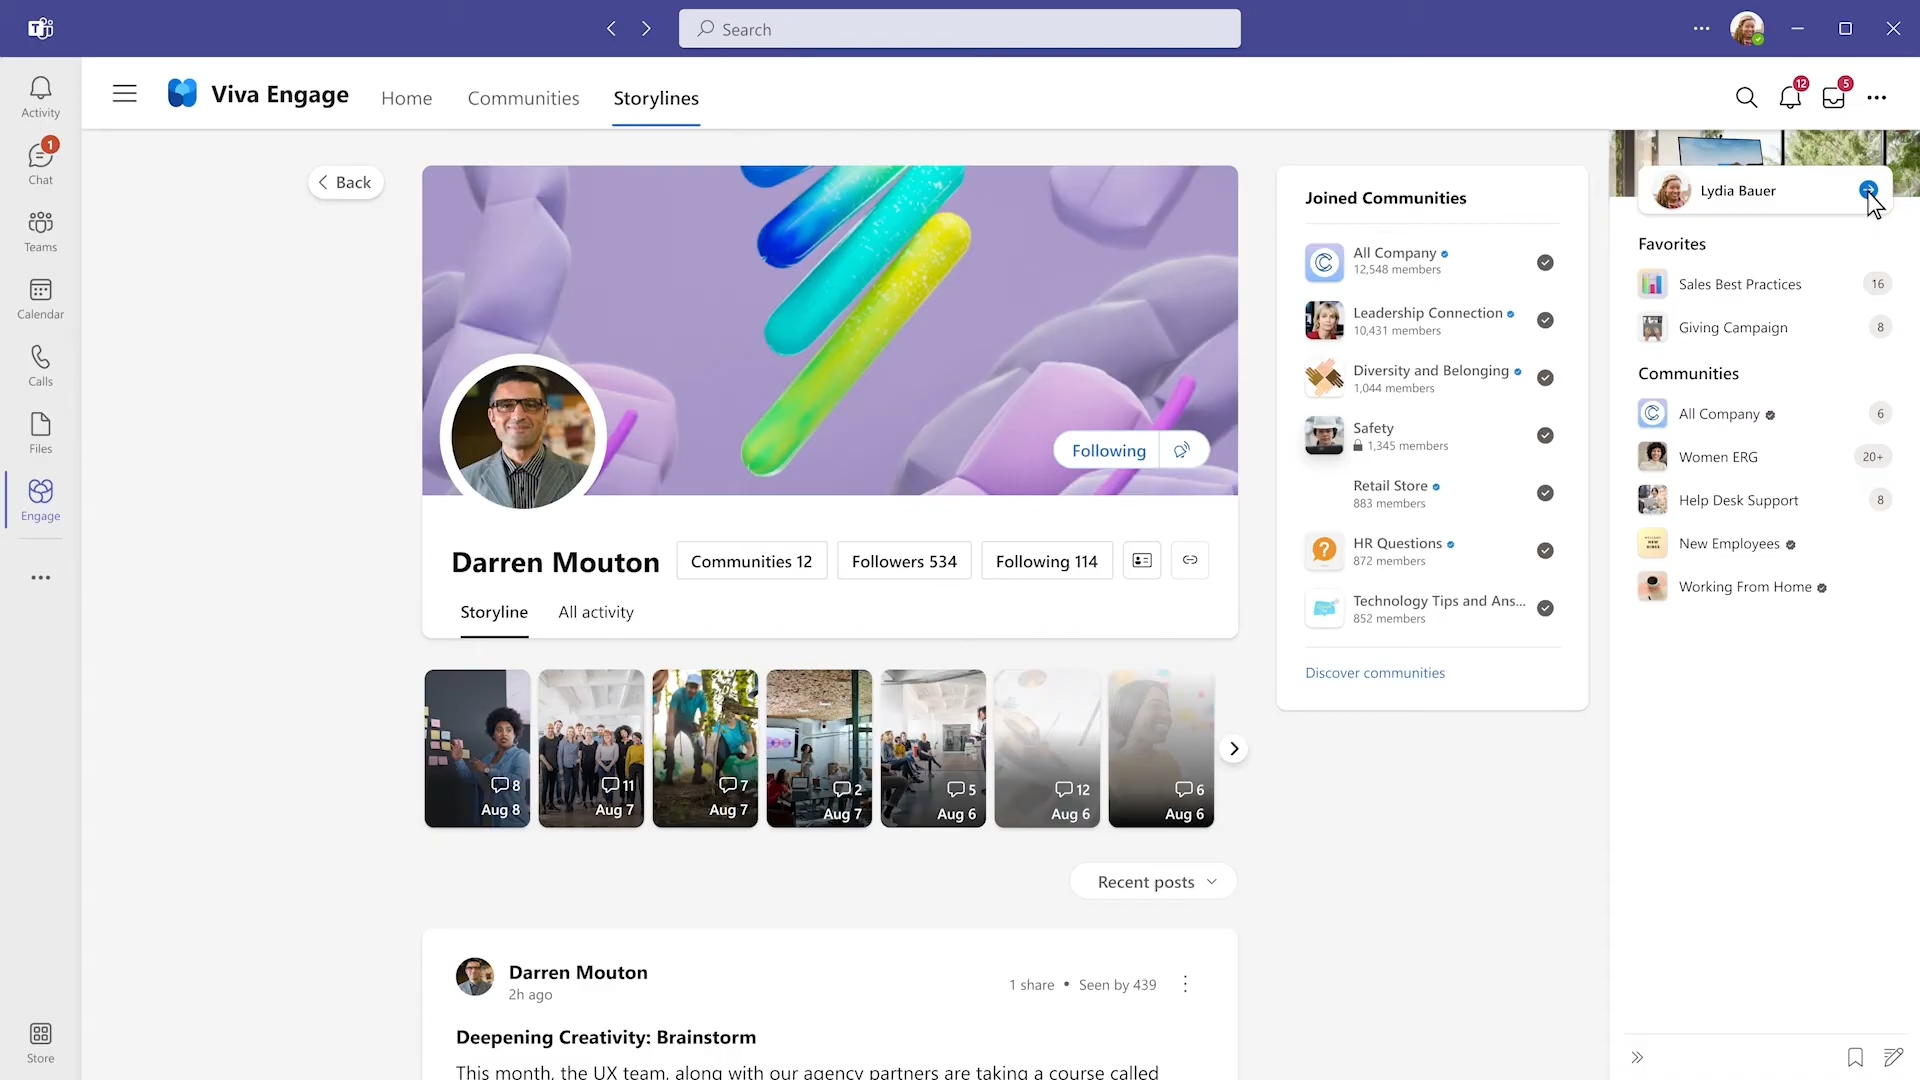 Search
Activity
1
Chat
Teams
Calendar
Calls
Files
Engage
Store
Viva Engage
Home
Communities
Storylines
12
5
Back
Following
Darren Mouton
Communities 12
Followers 534
Following 114
Storyline
All activity
8
Aug 8
11
Aug 7
7
Aug 7
2
Aug 7
5
Aug 6
12
Aug 6
6
Aug 6
Recent posts
Darren Mouton
2h ago
1 share • Seen by 439
Deepening Creativity: Brainstorm
This month, the UX team, along with our agency partners are taking a course called
Joined Communities
All Company
12,548 members
Leadership Connection
10,431 members
Diversity and Belonging
1,044 members
Safety
1,345 members
Retail Store
883 members
HR Questions
872 members
Technology Tips and Ans...
852 members
Discover communities
Lydia Bauer
Favorites
Sales Best Practices 16
Giving Campaign 8
Communities
All Company 6
Women ERG 20+
Help Desk Support 8
New Employees
Working From Home